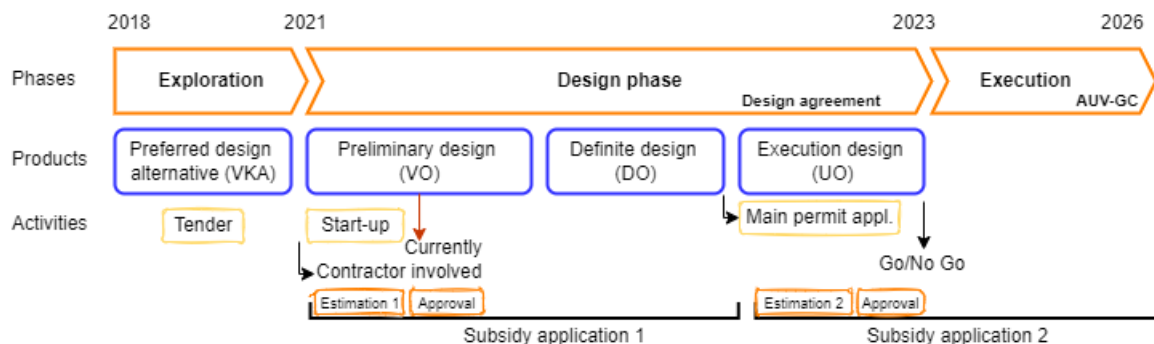 2018 2021 2023 2026
Phases Exploration Design phase Execution
Design agreement AUV-GC
Products Preferred design Preliminary design Definite design Execution design
alternative (VKA) (VO) (DO) (UO)
Activities Tender Start-up Main permit appl.
Currently
Contractor involved Go/No Go
Estimation 1 Approval Estimation 2 Approval
Subsidy application 1 Subsidy application 2